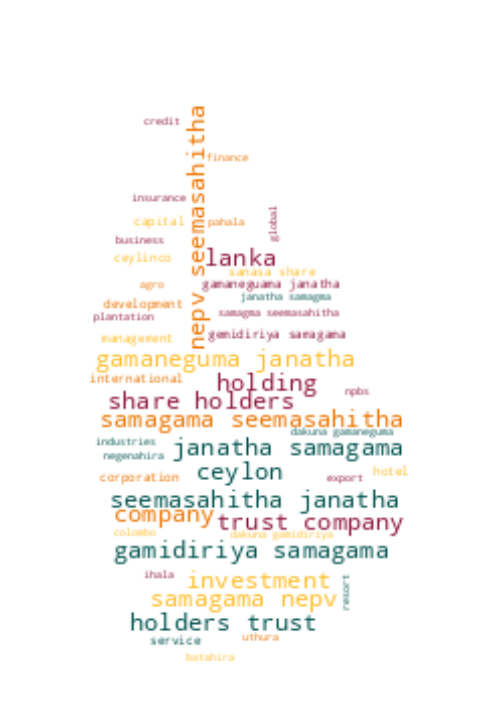 credit
nepv seemasahitha
finance
insurance
capital
pahala
global
business
lanka
ceylinco
sanasa share
agro
gamaneguama janatha
janatha samagma
development
plantation
samagma seemasahitha
management
gemidiriya samagama
gamaneguma janatha
international
holding
npbs
share holders
samagama seemasahitha
dakuna gamaneguma
industries
janatha samagama
negenahira
ceylon
hotel
corporation
export
seemasahitha janatha
company
trust company
colombo
dakuna gamidiriya
gamidiriya samagama
ihala
investment
resort
samagama nepv
holders trust
service
uthura
batahira